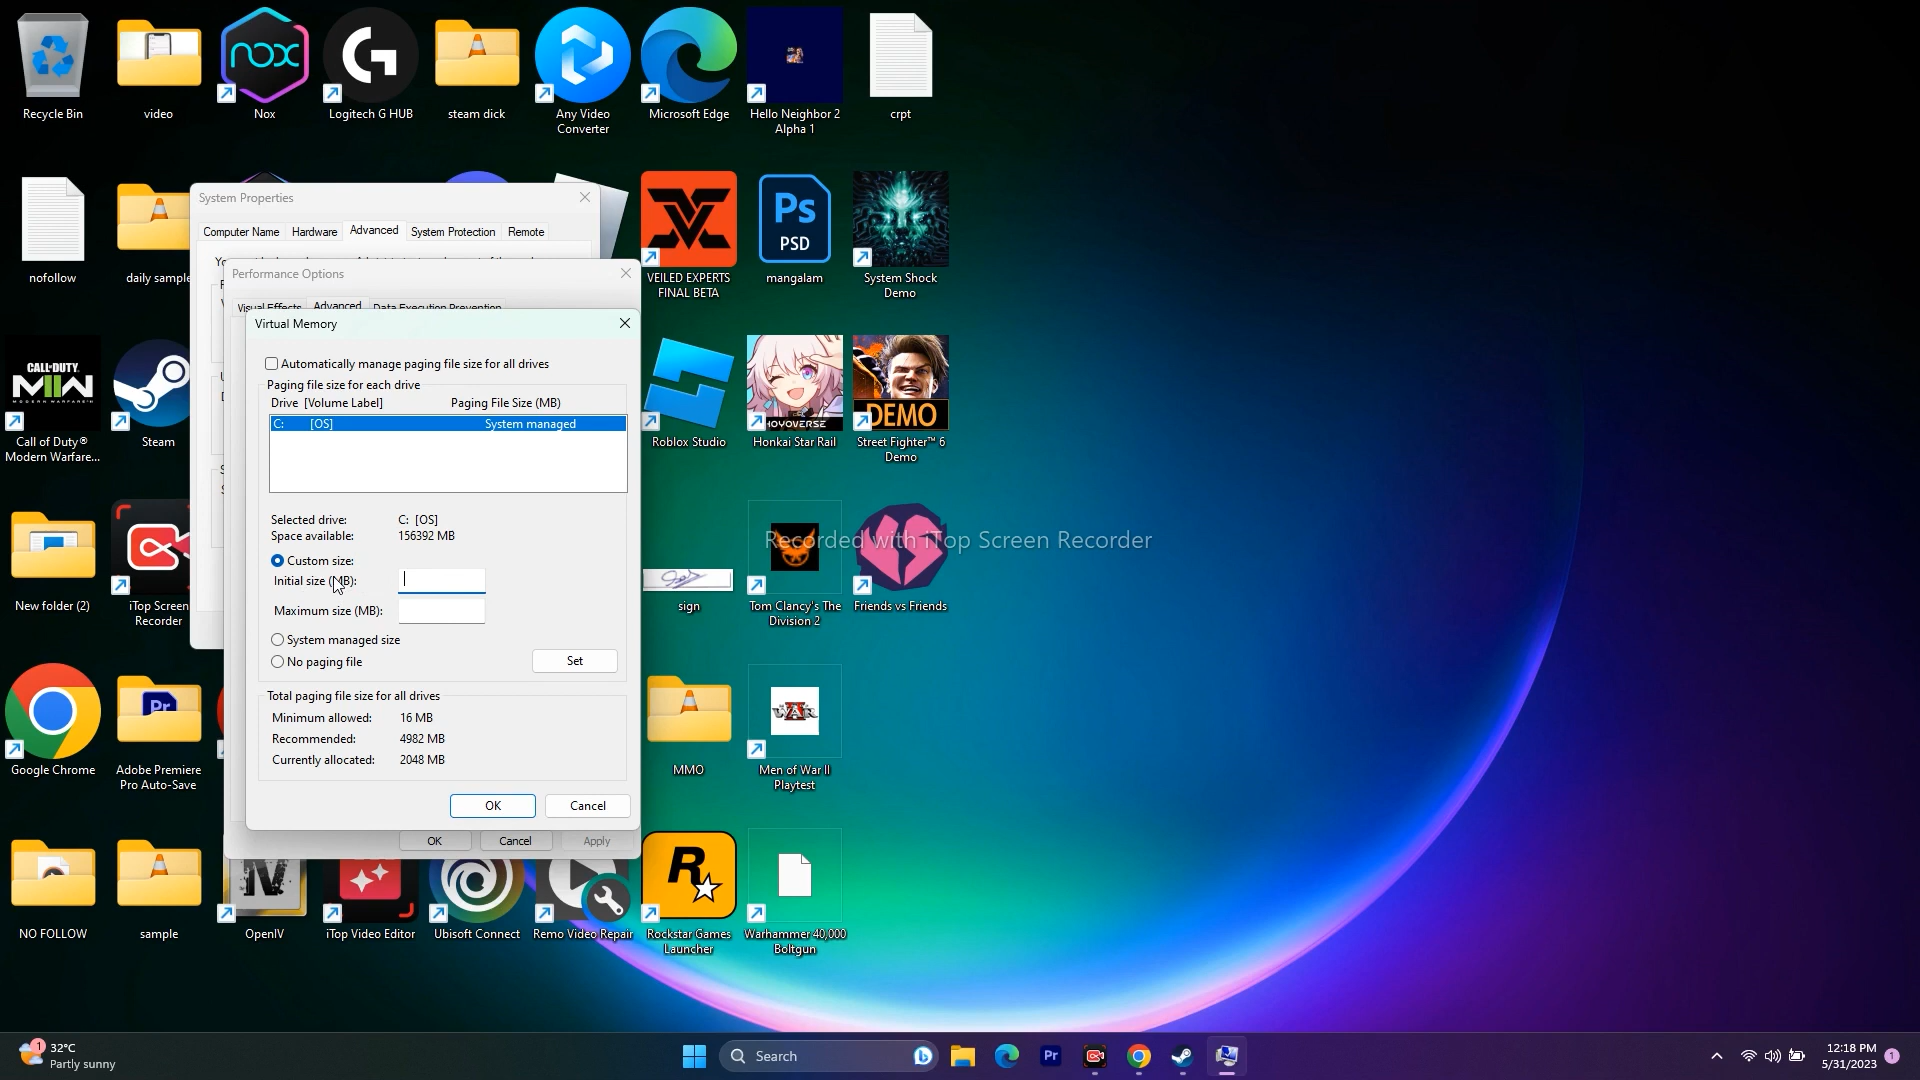 Recycle Bin
video
nox
Nox
Logitech G HUB
steam dick
Any Video
Converter
Microsoft Edge
Hello Neighbor 2
Alpha 1
crpt
nofollow
daily sample
VEILED EXPERTS
FINAL BETA
Ps
PSD
mangalam
System Shock
Demo
System Properties
Computer Name
Hardware
Advanced
System Protection
Remote
Performance Options
Visual Effects
Advanced
Data Execution Prevention
Virtual Memory
Automatically manage paging file size for all drives
Paging file size for each drive
Drive [Volume Label]
Paging File Size (MB)
C: [OS]
System managed
Selected drive: C: [OS]
Space available: 156392 MB
Custom size:
Initial size (MB):
Maximum size (MB):
System managed size
No paging file
Set
Total paging file size for all drives
Minimum allowed: 16 MB
Recommended: 4982 MB
Currently allocated: 2048 MB
OK
Cancel
OK
Cancel
Apply
CALL OF DUTY
MWII
MODERN WARFARE
Call of Duty®
Modern Warfare...
Steam
Roblox Studio
HOYOVERSE
Honkai Star Rail
DEMO
Street Fighter™ 6
Demo
Recorded with iTop Screen Recorder
New folder (2)
iTop Screen
Recorder
sign
Tom Clancy's The
Division 2
Friends vs Friends
Google Chrome
Pr
Adobe Premiere
Pro Auto-Save
MMO
WAR
Men of War II
Playtest
NO FOLLOW
sample
IV
OpenIV
iTop Video Editor
Ubisoft Connect
Remo Video Repair
R
Rockstar Games
Launcher
Warhammer 40,000
Boltgun
1
32°C
Partly sunny
Search
Pr
12:18 PM
5/31/2023
1